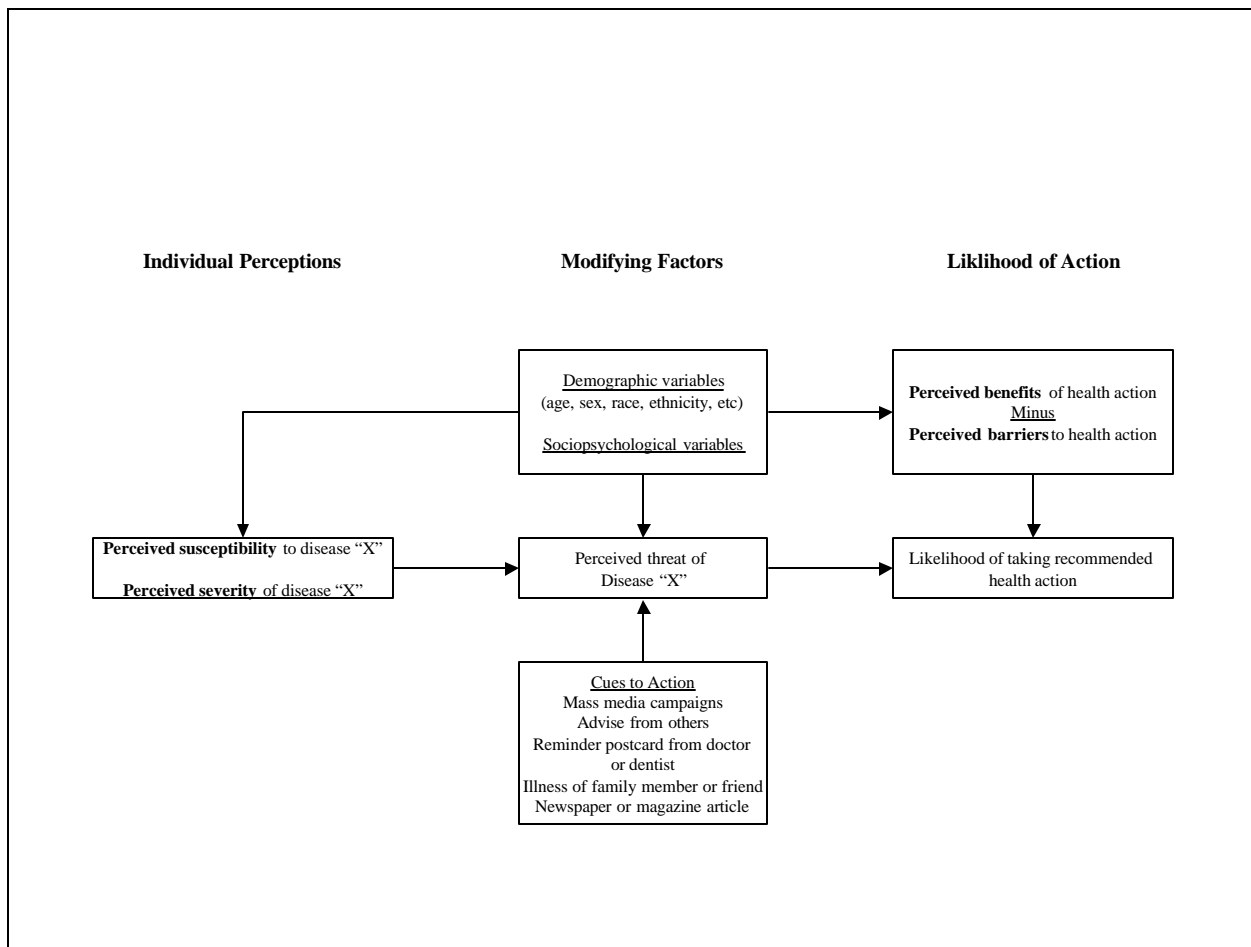 Individual Perceptions
Modifying Factors
Liklihood of Action
Demographic variables
(age, sex, race, ethnicity, etc)
Sociopsychological variables
Perceived benefits of health action
Minus
Perceived barriers to health action
Perceived susceptibility to disease “X”
Perceived severity of disease “X”
Perceived threat of
Disease “X”
Likelihood of taking recommended
health action
Cues to Action
Mass media campaigns
Advise from others
Reminder postcard from doctor
or dentist
Illness of family member or friend
Newspaper or magazine article